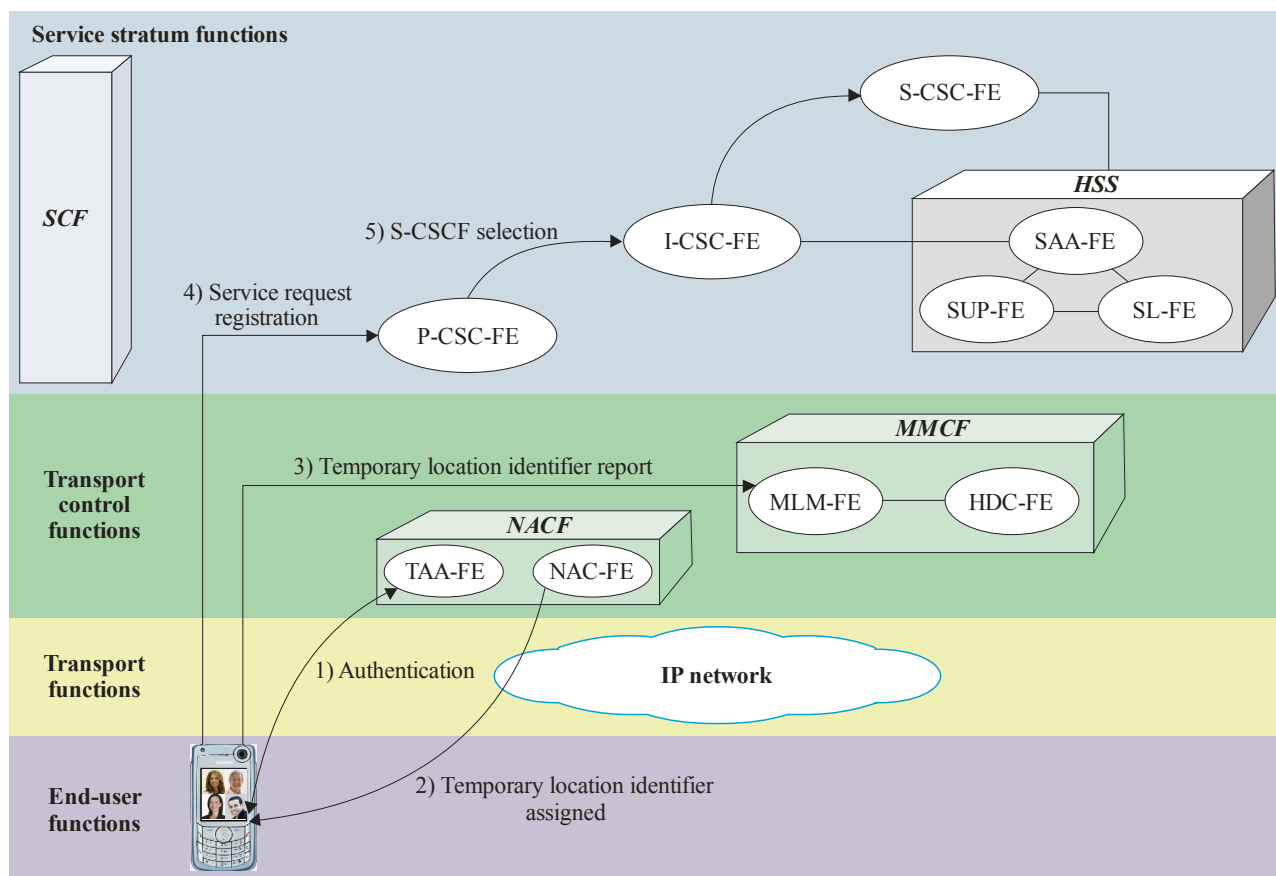 Service stratum functions
SCF
S-CSC-FE
HSS
5) S-CSCF selection
I-CSC-FE
SAA-FE
4) Service request
registration
P-CSC-FE
SUP-FE
SL-FE
Transport
control
functions
MMCF
3) Temporary location identifier report
MLM-FE
HDC-FE
NACF
TAA-FE
NAC-FE
Transport
functions
1) Authentication
IP network
End-user
functions
2) Temporary location identifier
assigned